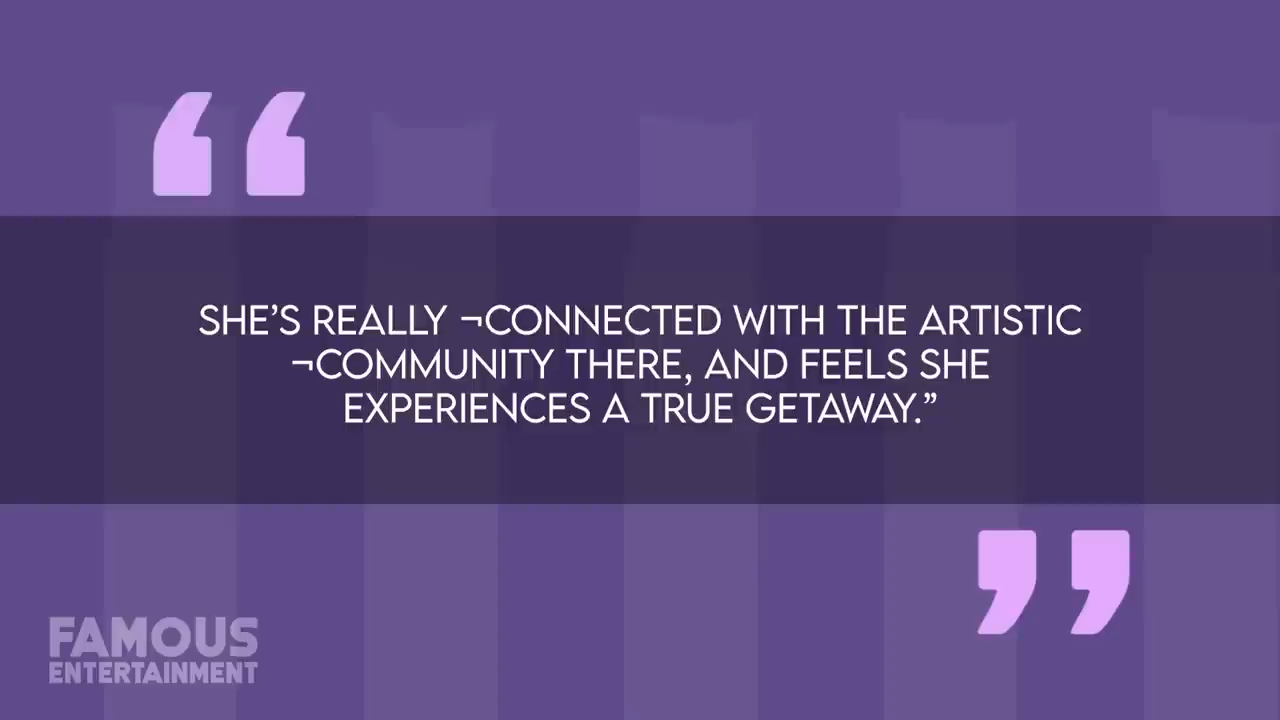 SHE’S REALLY ¬CONNECTED WITH THE ARTISTIC
¬COMMUNITY THERE, AND FEELS SHE
EXPERIENCES A TRUE GETAWAY.”
FAMOUS
ENTERTAINMENT